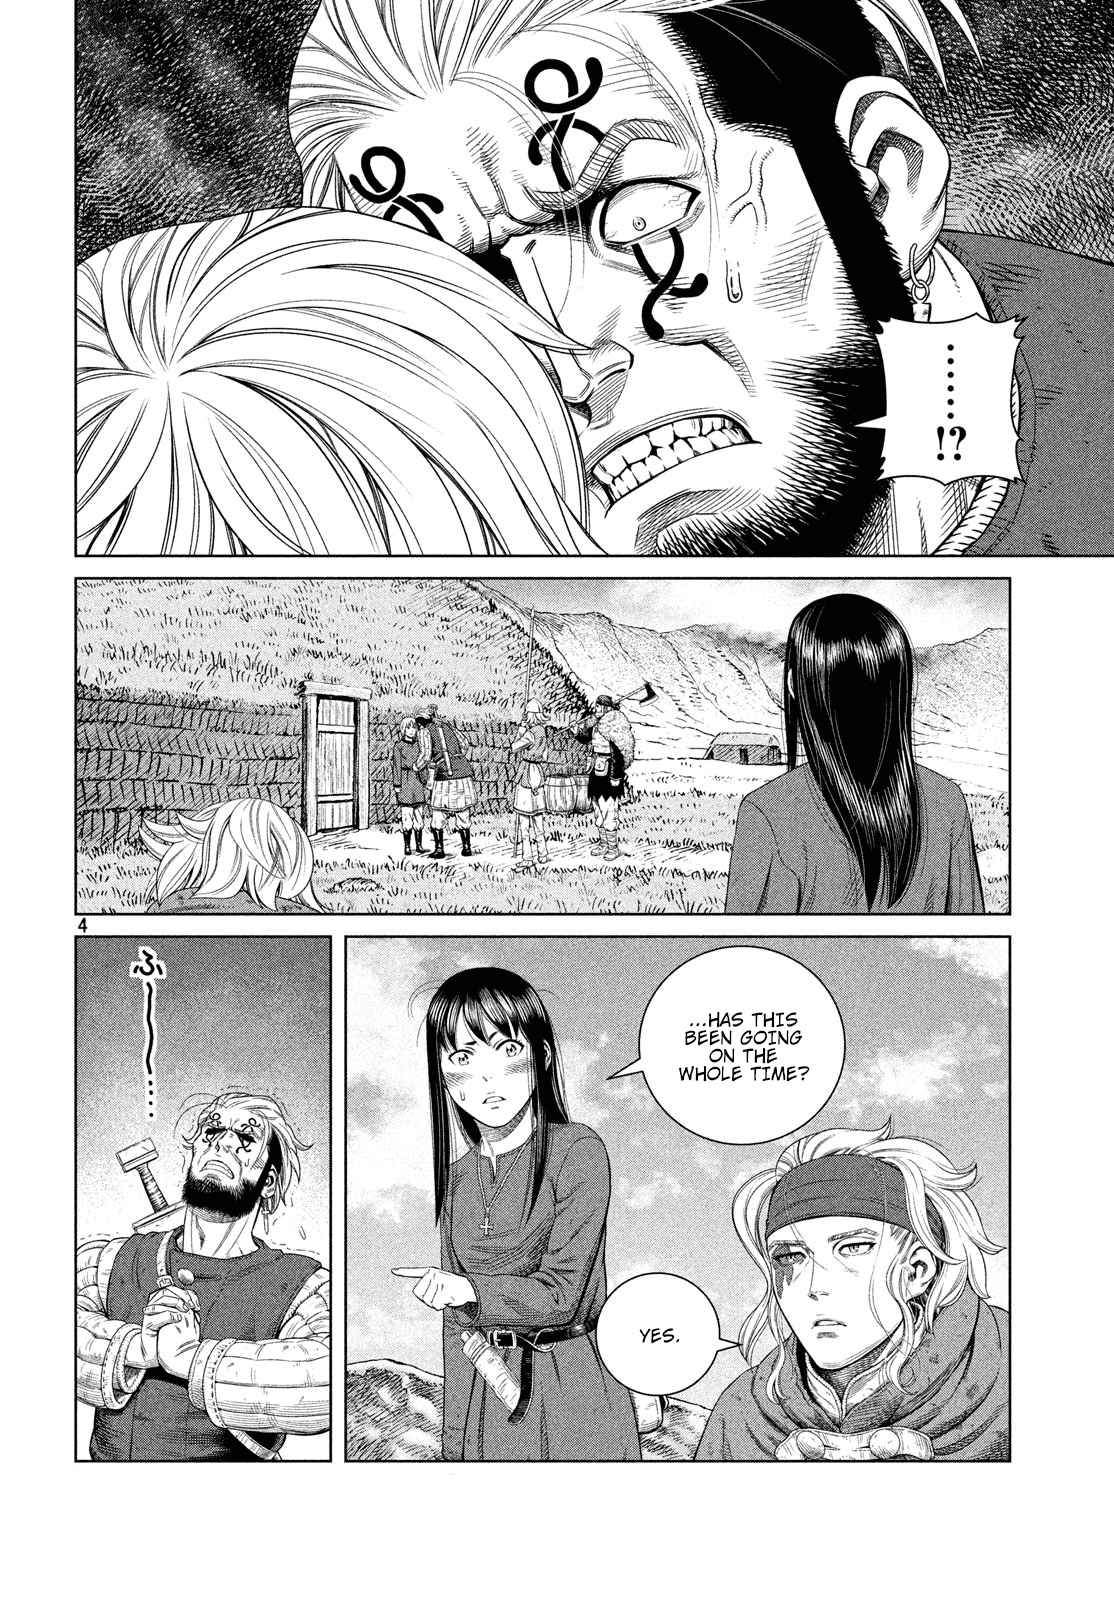 ………!?
4
...HAS THIS
BEEN GOING
ON THE
WHOLE TIME?
YES.
ふ〜〜…